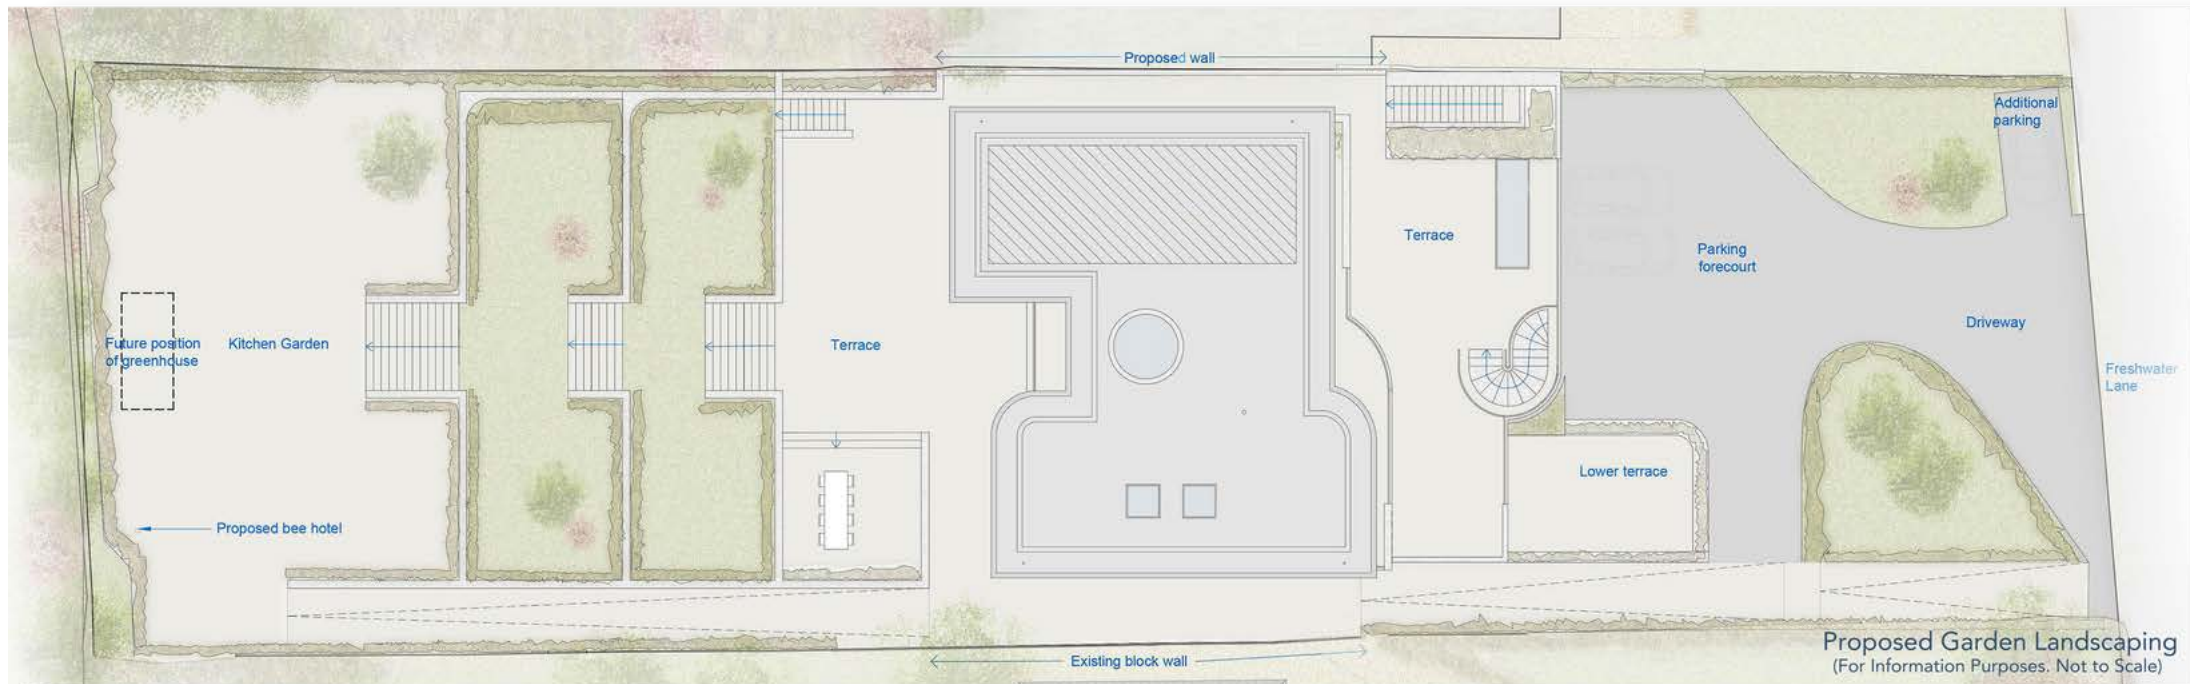 Proposed wall
Additional
parking
Terrace
Parking
forecourt
Driveway
Future position
of greenhouse
Kitchen Garden
Terrace
Freshwater
Lane
Lower terrace
Proposed bee hotel
Existing block wall
Proposed Garden Landscaping
(For Information Purposes. Not to Scale)